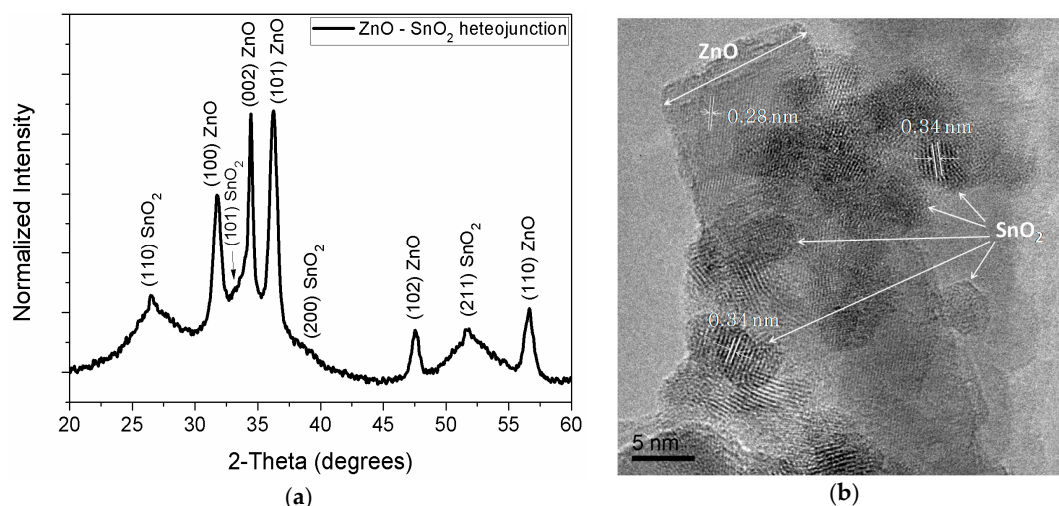 ZnO - SnO₂ heteojunction
Normalized Intensity
(110) SnO₂
(100) ZnO
(101) SnO₂
(002) ZnO
(101) ZnO
(200) SnO₂
(102) ZnO
(211) SnO₂
(110) ZnO
20 25 30 35 40 45 50 55 60
2-Theta (degrees)
(a)
ZnO
0.28 nm
0.34 nm
SnO₂
0.34 nm
5 nm
(b)